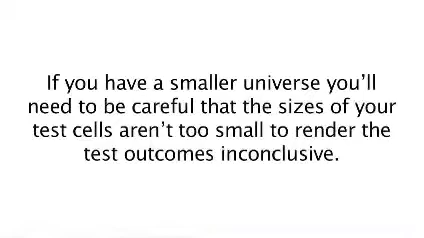 If you have a smaller universe you’ll
need to be careful that the sizes of your
test cells aren’t too small to render the
test outcomes inconclusive.